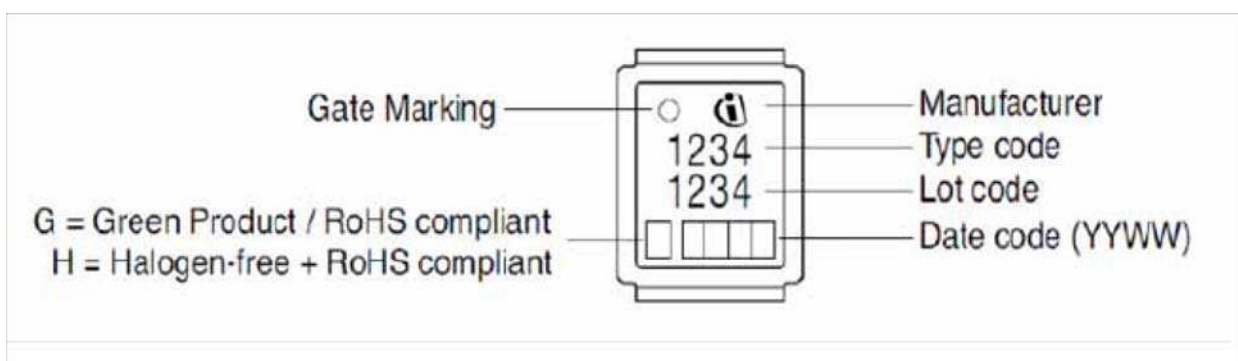 Gate Marking
Manufacturer
1234
Type code
1234
Lot code
G = Green Product / RoHS compliant
H = Halogen-free + RoHS compliant
Date code (YYWW)